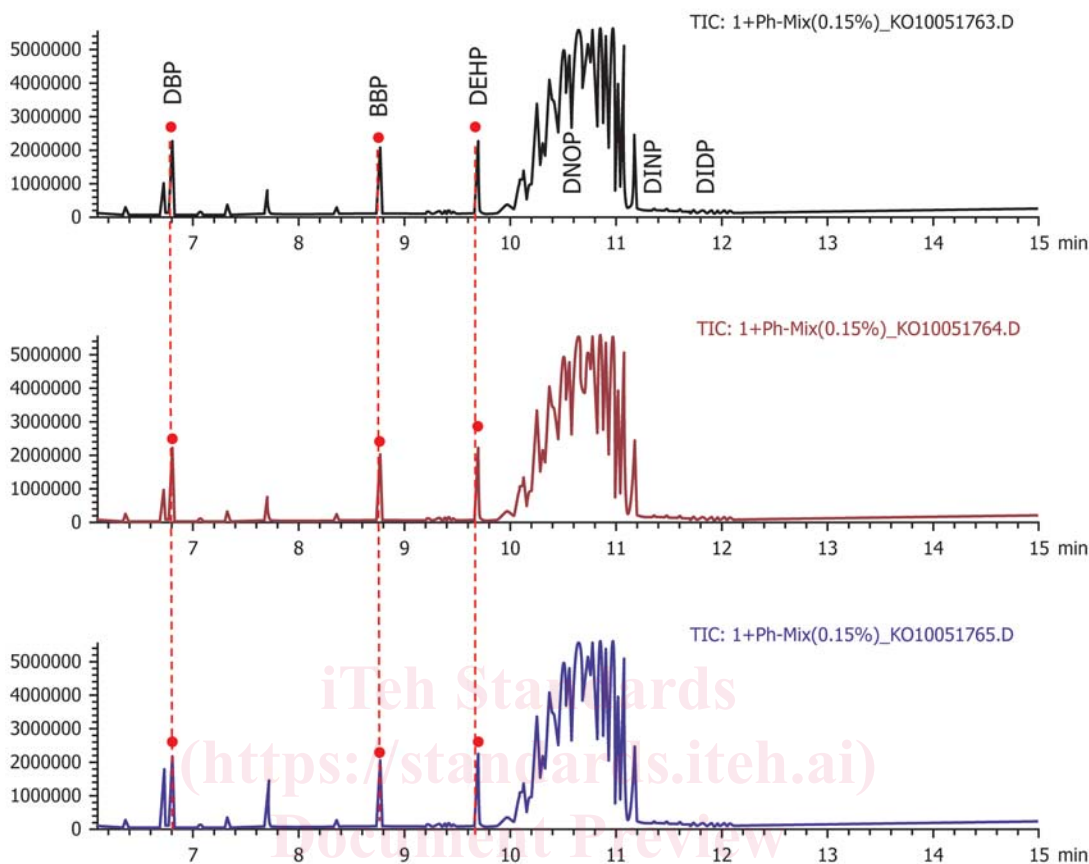 TIC: 1+Ph-Mix(0.15%)_KO10051763.D
5000000
4000000
3000000
2000000
1000000
0
DBP
BBP
DEHP
DNOP
DINP
DIDP
7 8 9 10 11 12 13 14 15 min
TIC: 1+Ph-Mix(0.15%)_KO10051764.D
5000000
4000000
3000000
2000000
1000000
0
7 8 9 10 11 12 13 14 15 min
TIC: 1+Ph-Mix(0.15%)_KO10051765.D
5000000
4000000
3000000
2000000
1000000
0
7 8 9 10 11 12 13 14 15 min
iTeh Standards
(https://standards.iteh.ai)
Document Preview